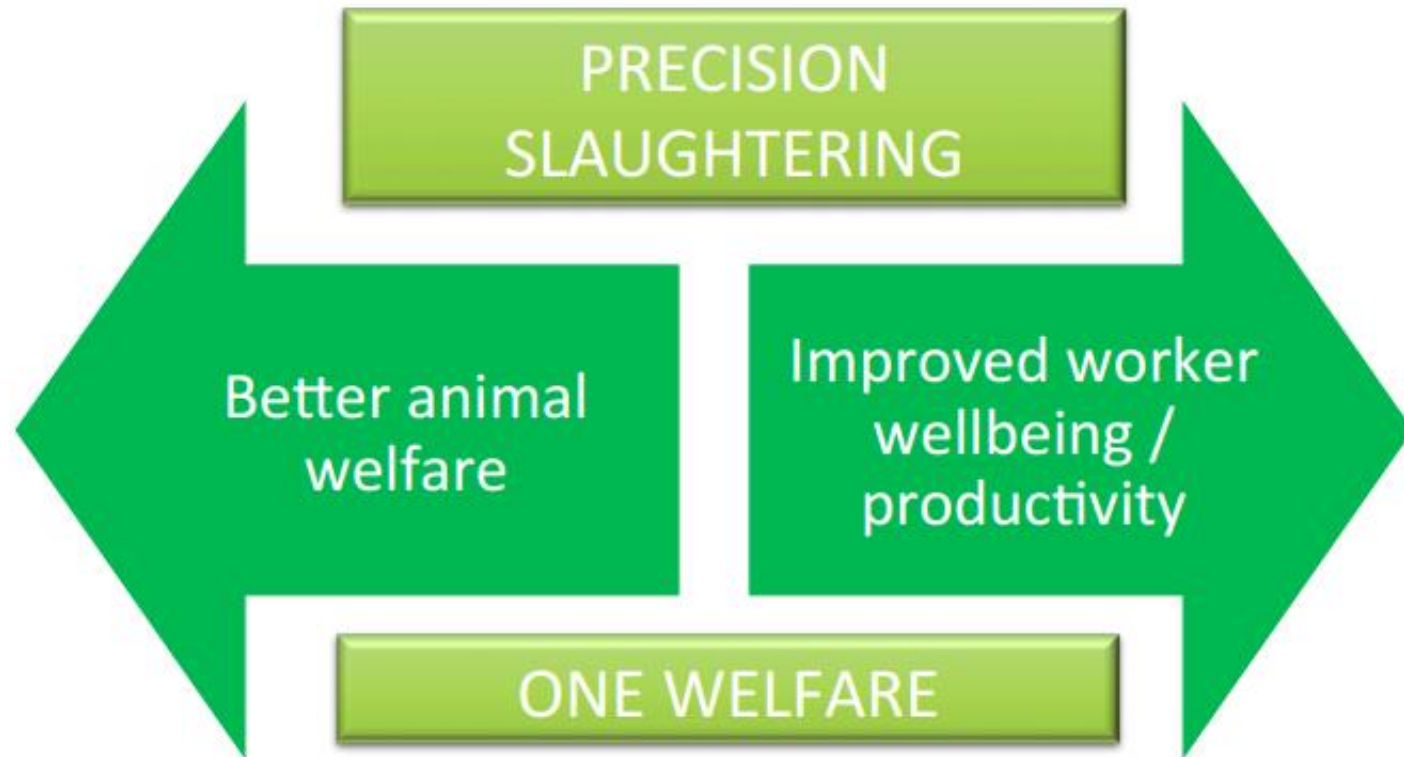 PRECISION
SLAUGHTERING
Better animal
welfare
Improved worker
wellbeing /
productivity
ONE WELFARE